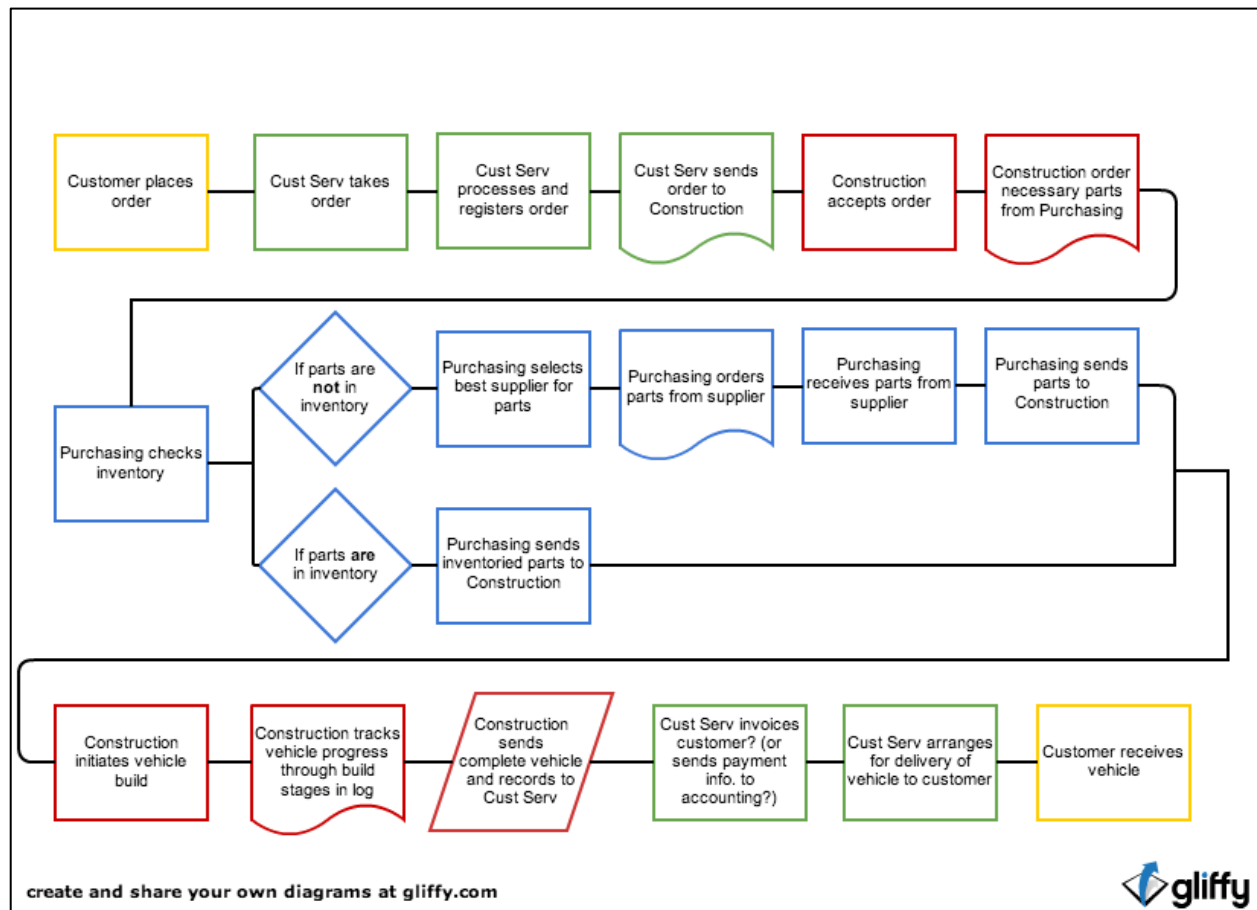 Customer places
order
Cust Serv takes
order
Cust Serv
processes and
registers order
Cust Serv sends
order to
Construction
Construction
accepts order
Construction order
necessary parts
from Purchasing
Purchasing checks
inventory
If parts are
not in
inventory
Purchasing selects
best supplier for
parts
Purchasing orders
parts from supplier
Purchasing
receives parts from
supplier
Purchasing sends
parts to
Construction
If parts are
in inventory
Purchasing sends
inventoried parts to
Construction
Construction
initiates vehicle
build
Construction tracks
vehicle progress
through build
stages in log
Construction
sends
complete vehicle
and records to
Cust Serv
Cust Serv invoices
customer? (or
sends payment
info. to
accounting?)
Cust Serv arranges
for delivery of
vehicle to customer
Customer receives
vehicle
create and share your own diagrams at gliffy.com
gliffy